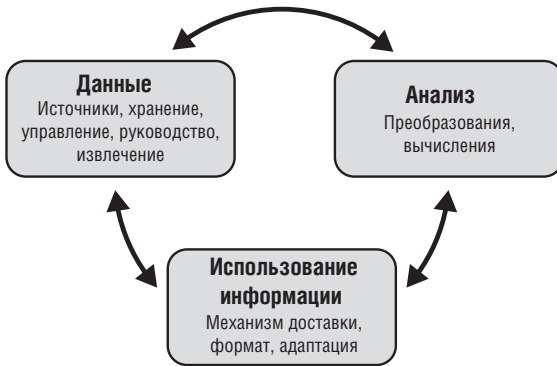 Данные
Источники, хранение,
управление, руководство,
извлечение
Анализ
Преобразования,
вычисления
Использование
информации
Механизм доставки,
формат, адаптация